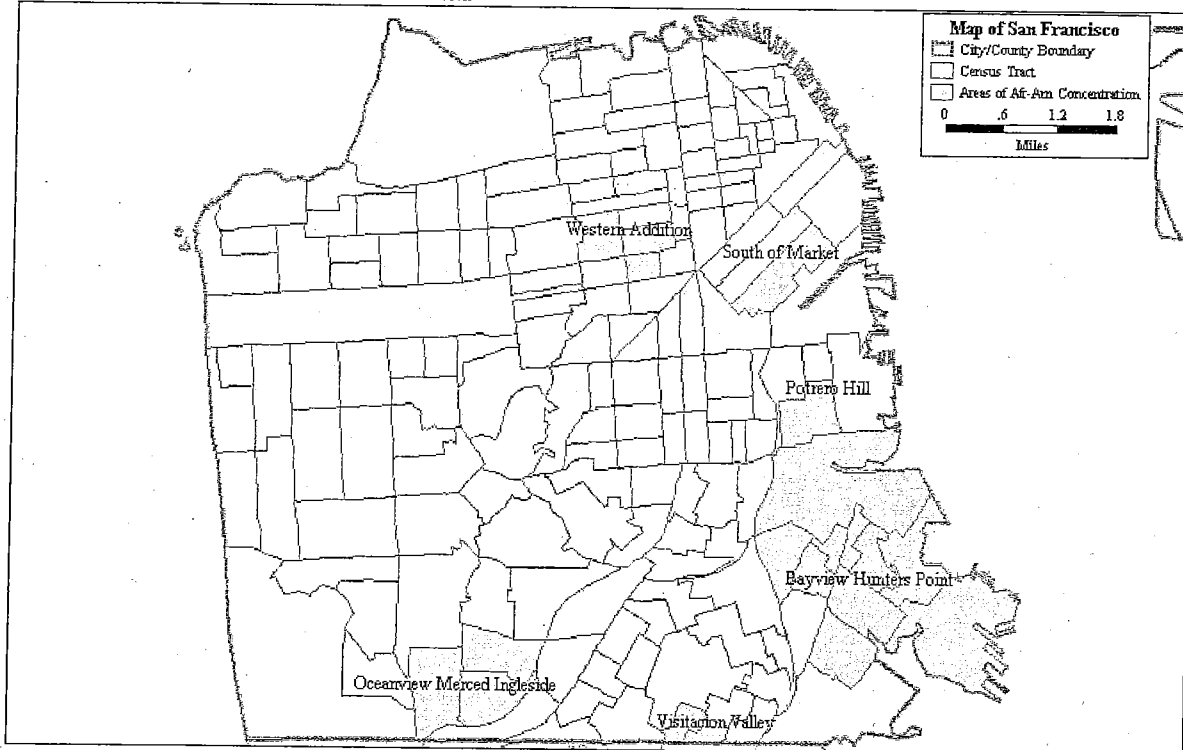 Map of San Francisco
City/County Boundary
Census Tract
Areas of Afr-Am Concentration
0 .6 1.2 1.8
Miles
Western Addition
South of Market
Potrero Hill
Bayview Hunters Point
Oceanview Merced Ingleside
Visitacion Valley